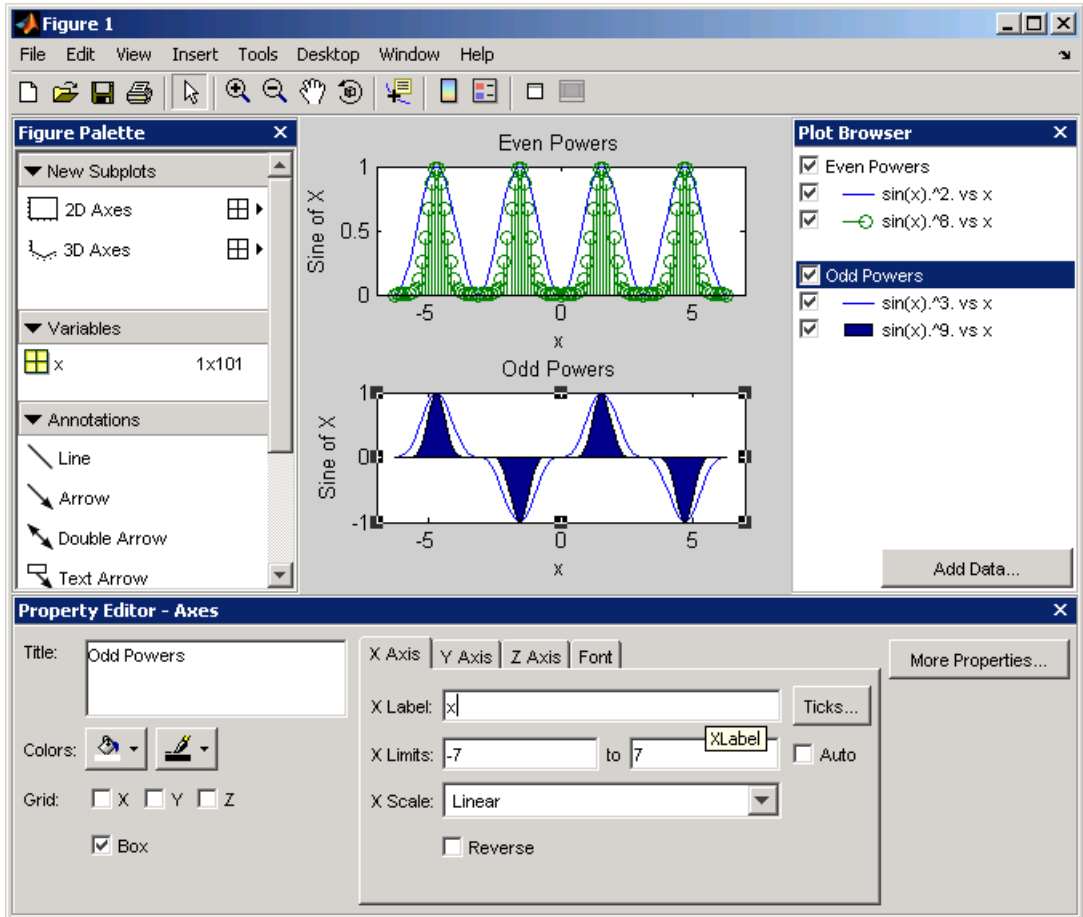 Figure 1
File Edit View Insert Tools Desktop Window Help
Figure Palette
New Subplots
2D Axes
3D Axes
Variables
x 1x101
Annotations
Line
Arrow
Double Arrow
Text Arrow
Even Powers
1
0.5
0
Sine of X
-5 0 5
x
Odd Powers
1
0
-1
Sine of X
-5 0 5
x
Plot Browser
Even Powers
sin(x).^2. vs x
sin(x).^8. vs x
Odd Powers
sin(x).^3. vs x
sin(x).^9. vs x
Add Data...
Property Editor - Axes
Title: Odd Powers
Colors:
Grid: X Y Z
Box
X Axis Y Axis Z Axis Font
X Label: x
Ticks...
XLabel
X Limits: -7 to 7
Auto
X Scale: Linear
Reverse
More Properties...